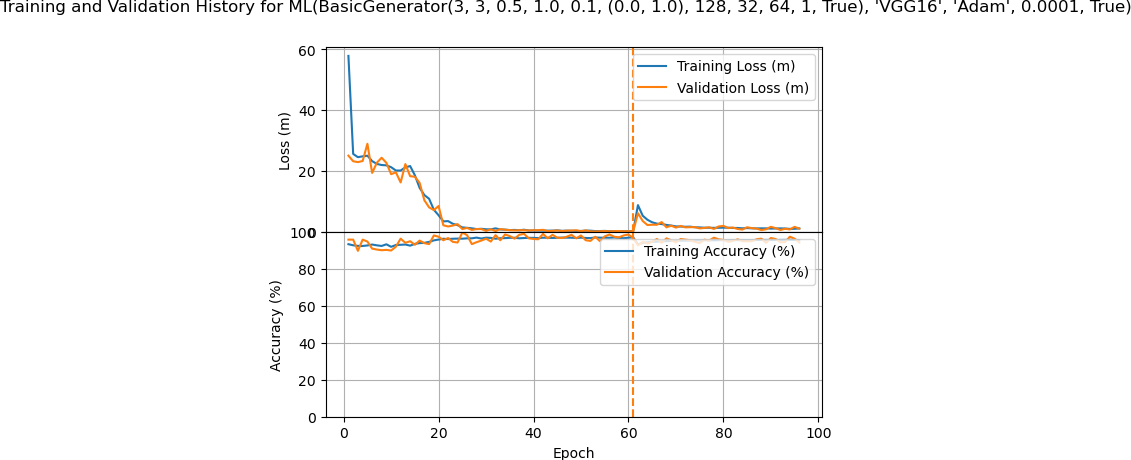 Training and Validation History for ML(BasicGenerator(3, 3, 0.5, 1.0, 0.1, (0.0, 1.0), 128, 32, 64, 1, True), 'VGG16', 'Adam', 0.0001, True)
60
40
20
0
Loss (m)
Training Loss (m)
Validation Loss (m)
100
80
60
40
20
0
Accuracy (%)
Training Accuracy (%)
Validation Accuracy (%)
0 20 40 60 80 100
Epoch